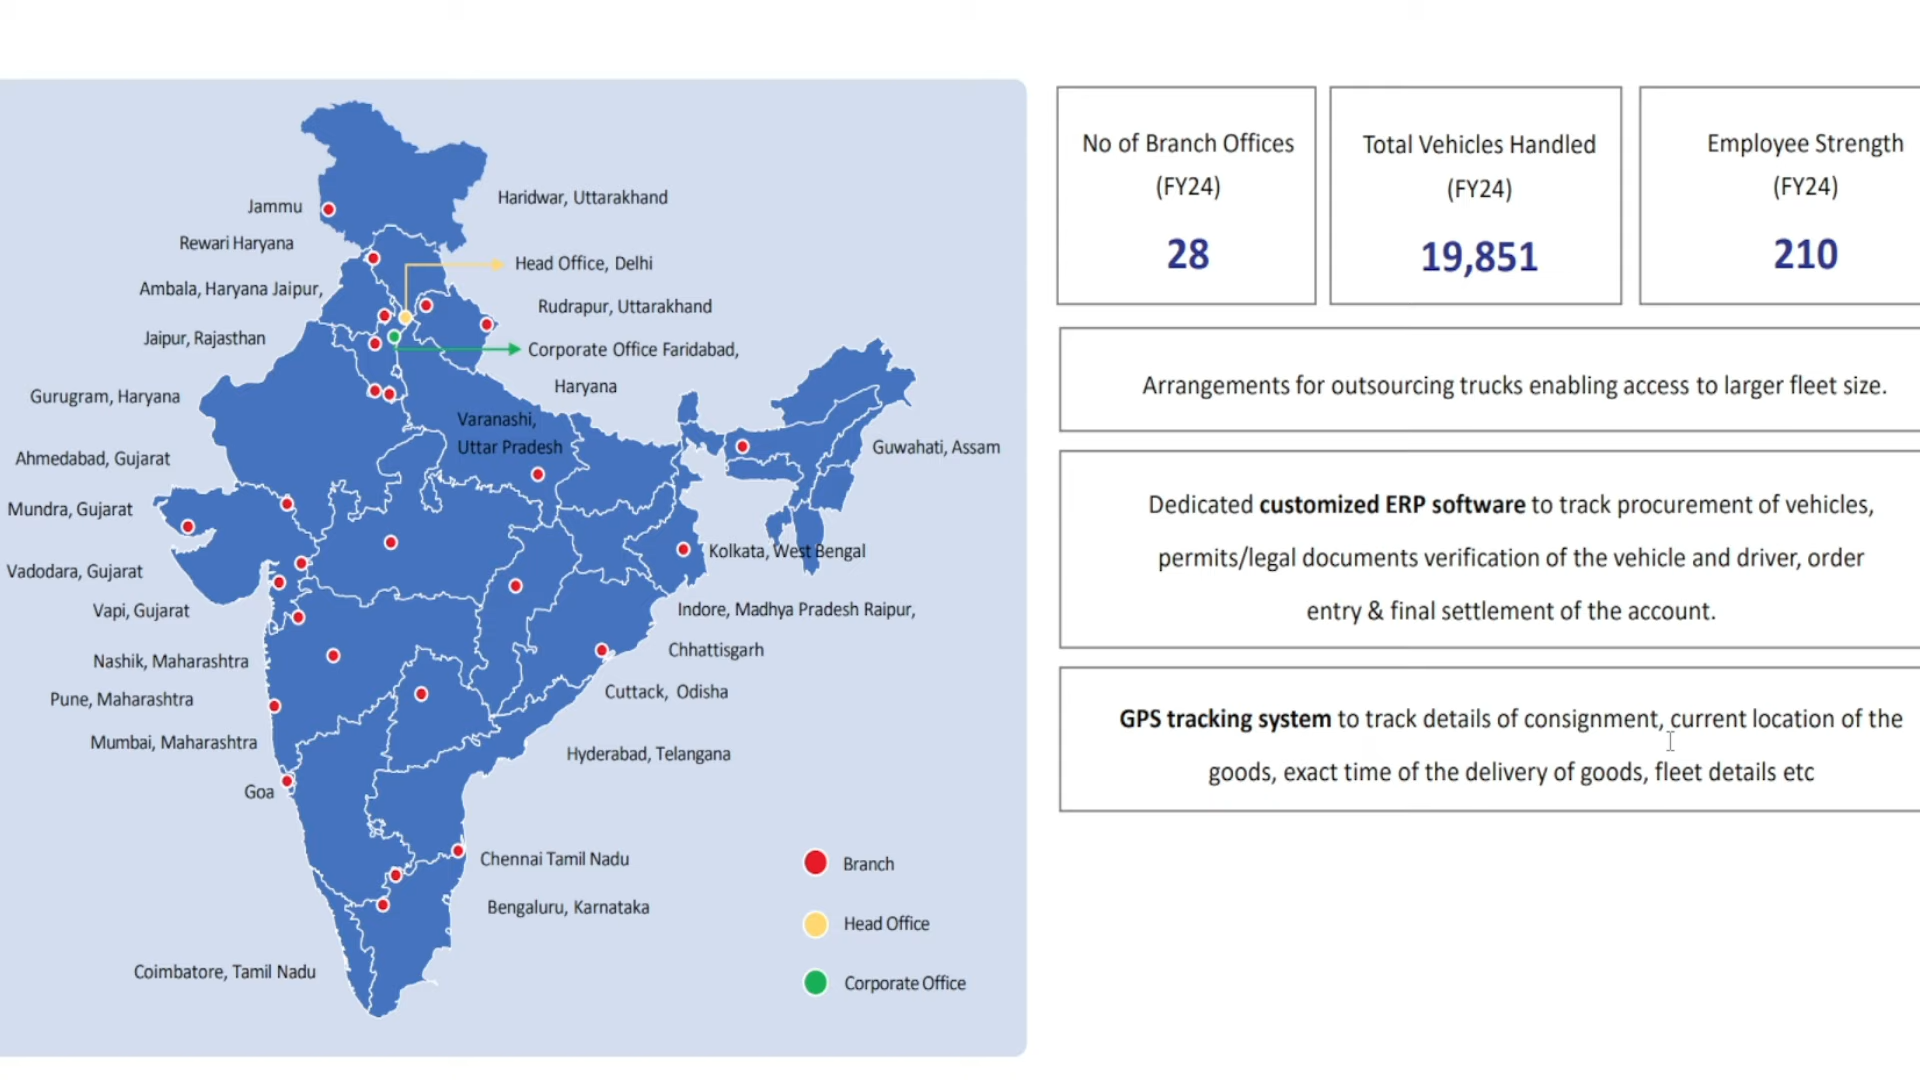 Jammu
Rewari Haryana
Ambala, Haryana Jaipur,
Jaipur, Rajasthan
Gurugram, Haryana
Ahmedabad, Gujarat
Mundra, Gujarat
Vadodara, Gujarat
Vapi, Gujarat
Nashik, Maharashtra
Pune, Maharashtra
Mumbai, Maharashtra
Goa
Coimbatore, Tamil Nadu
Haridwar, Uttarakhand
Head Office, Delhi
Rudrapur, Uttarakhand
Corporate Office Faridabad,
Haryana
Varanashi,
Uttar Pradesh
Guwahati, Assam
Kolkata, West Bengal
Indore, Madhya Pradesh Raipur,
Chhattisgarh
Cuttack, Odisha
Hyderabad, Telangana
Chennai Tamil Nadu
Bengaluru, Karnataka
Branch
Head Office
Corporate Office
No of Branch Offices
(FY24)
28
Total Vehicles Handled
(FY24)
19,851
Employee Strength
(FY24)
210
Arrangements for outsourcing trucks enabling access to larger fleet size.
Dedicated customized ERP software to track procurement of vehicles,
permits/legal documents verification of the vehicle and driver, order
entry & final settlement of the account.
GPS tracking system to track details of consignment, current location of the
goods, exact time of the delivery of goods, fleet details etc